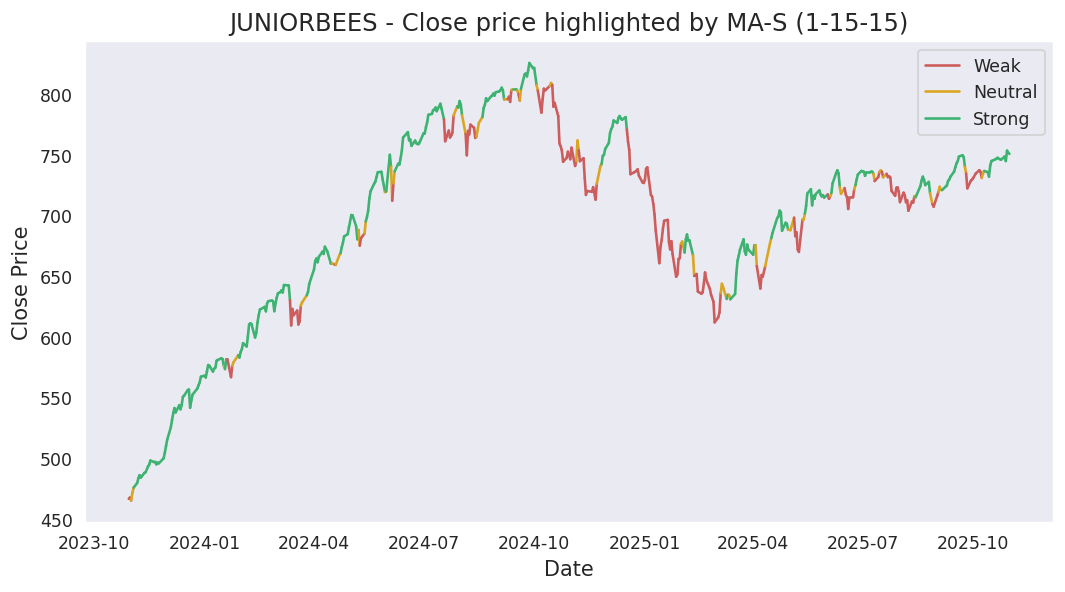 JUNIORBEES - Close price highlighted by MA-S (1-15-15)
Weak
Neutral
Strong
Close Price
800
750
700
650
600
550
500
450
2023-10 2024-01 2024-04 2024-07 2024-10 2025-01 2025-04 2025-07 2025-10
Date